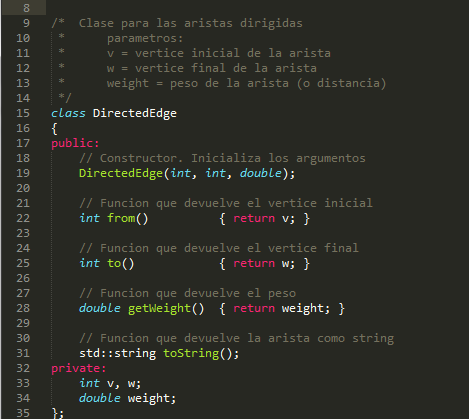 8
9 /*  Clase para las aristas dirigidas
10 *      parametros:
11 *      v = vertice inicial de la arista
12 *      w = vertice final de la arista
13 *      weight = peso de la arista (o distancia)
14 */
15 class DirectedEdge
16 {
17 public:
18     // Constructor. Inicializa los argumentos
19     DirectedEdge(int, int, double);
20
21     // Funcion que devuelve el vertice inicial
22     int from()          { return v; }
23
24     // Funcion que devuelve el vertice final
25     int to()            { return w; }
26
27     // Funcion que devuelve el peso
28     double getWeight()  { return weight; }
29
30     // Funcion que devuelve la arista como string
31     std::string toString();
32 private:
33     int v, w;
34     double weight;
35 };